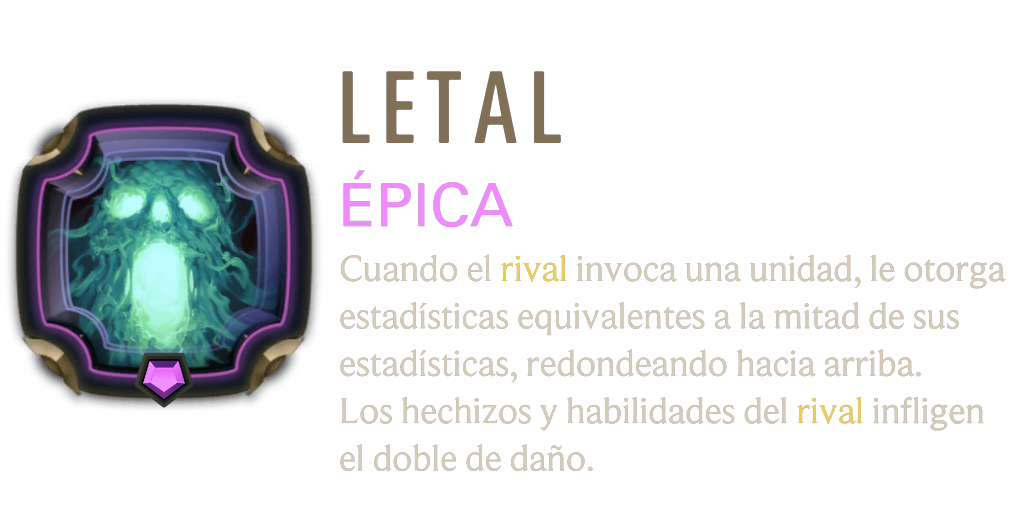 LETAL
ÉPICA
Cuando el rival invoca una unidad, le otorga
estadísticas equivalentes a la mitad de sus
estadísticas, redondeando hacia arriba.
Los hechizos y habilidades del rival infligen
el doble de daño.